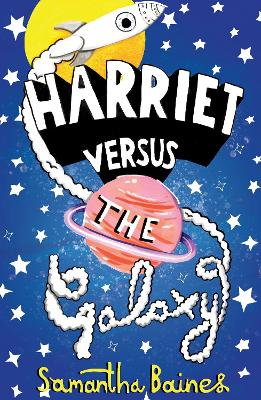 HARRIET
VERSUS
THE
Galaxy
Samantha Baines